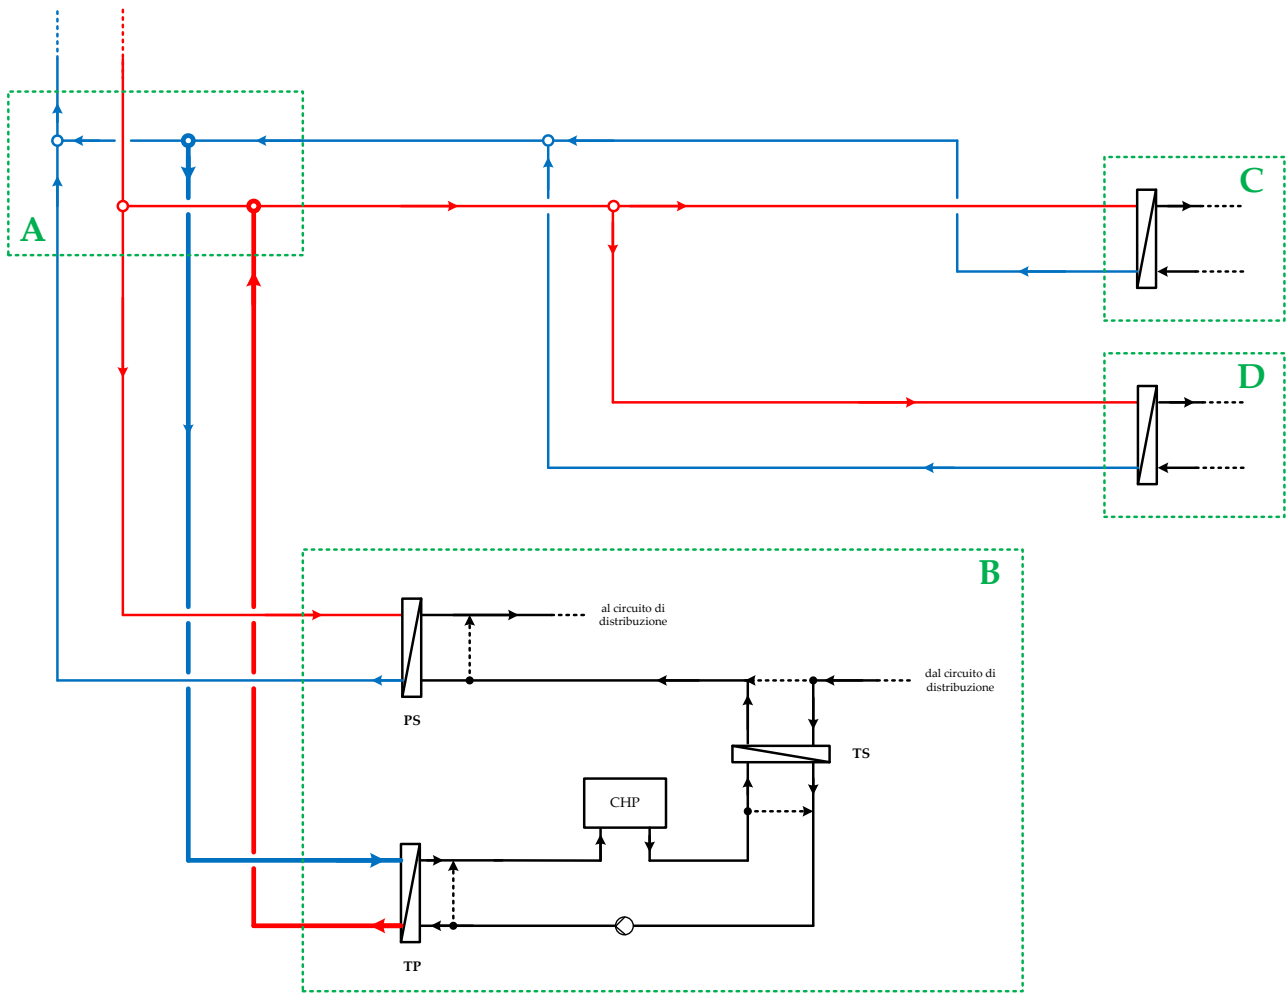 A
C
D
B
al circuito di
distribuzione
dal circuito di
distribuzione
PS
TS
CHP
TP